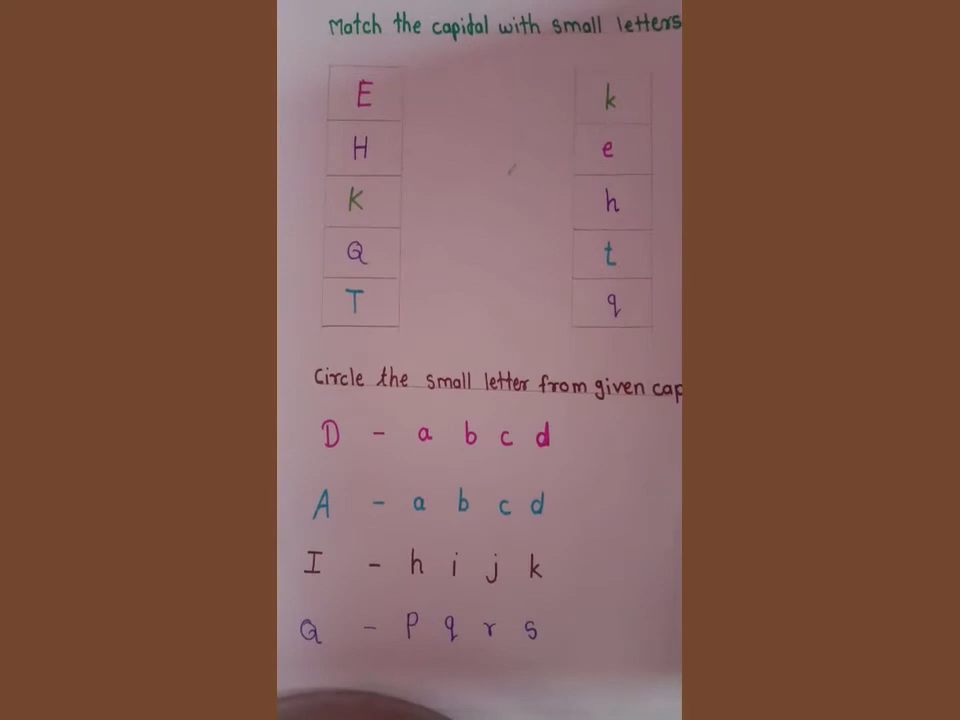 Match the capital with small letters
E k
H e
K h
Q t
T q
Circle the small letter from given cap
D - a b c d
A - a b c d
I - h i j k
Q - p q r s